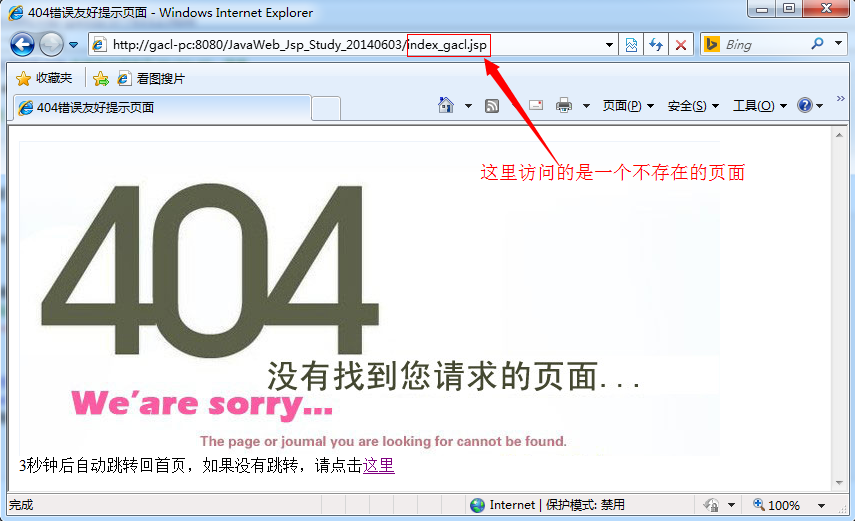 404错误友好提示页面 - Windows Internet Explorer
http://gacl-pc:8080/JavaWeb_Jsp_Study_20140603/index_gacl.jsp
Bing
收藏夹
看图搜片
404错误友好提示页面
页面(P)
安全(S)
工具(O)
»
这里访问的是一个不存在的页面
404
没有找到您请求的页面...
We'are sorry...
The page or joumal you are looking for cannot be found.
3秒钟后自动跳转回首页，如果没有跳转，请点击这里
完成
Internet | 保护模式: 禁用
100%